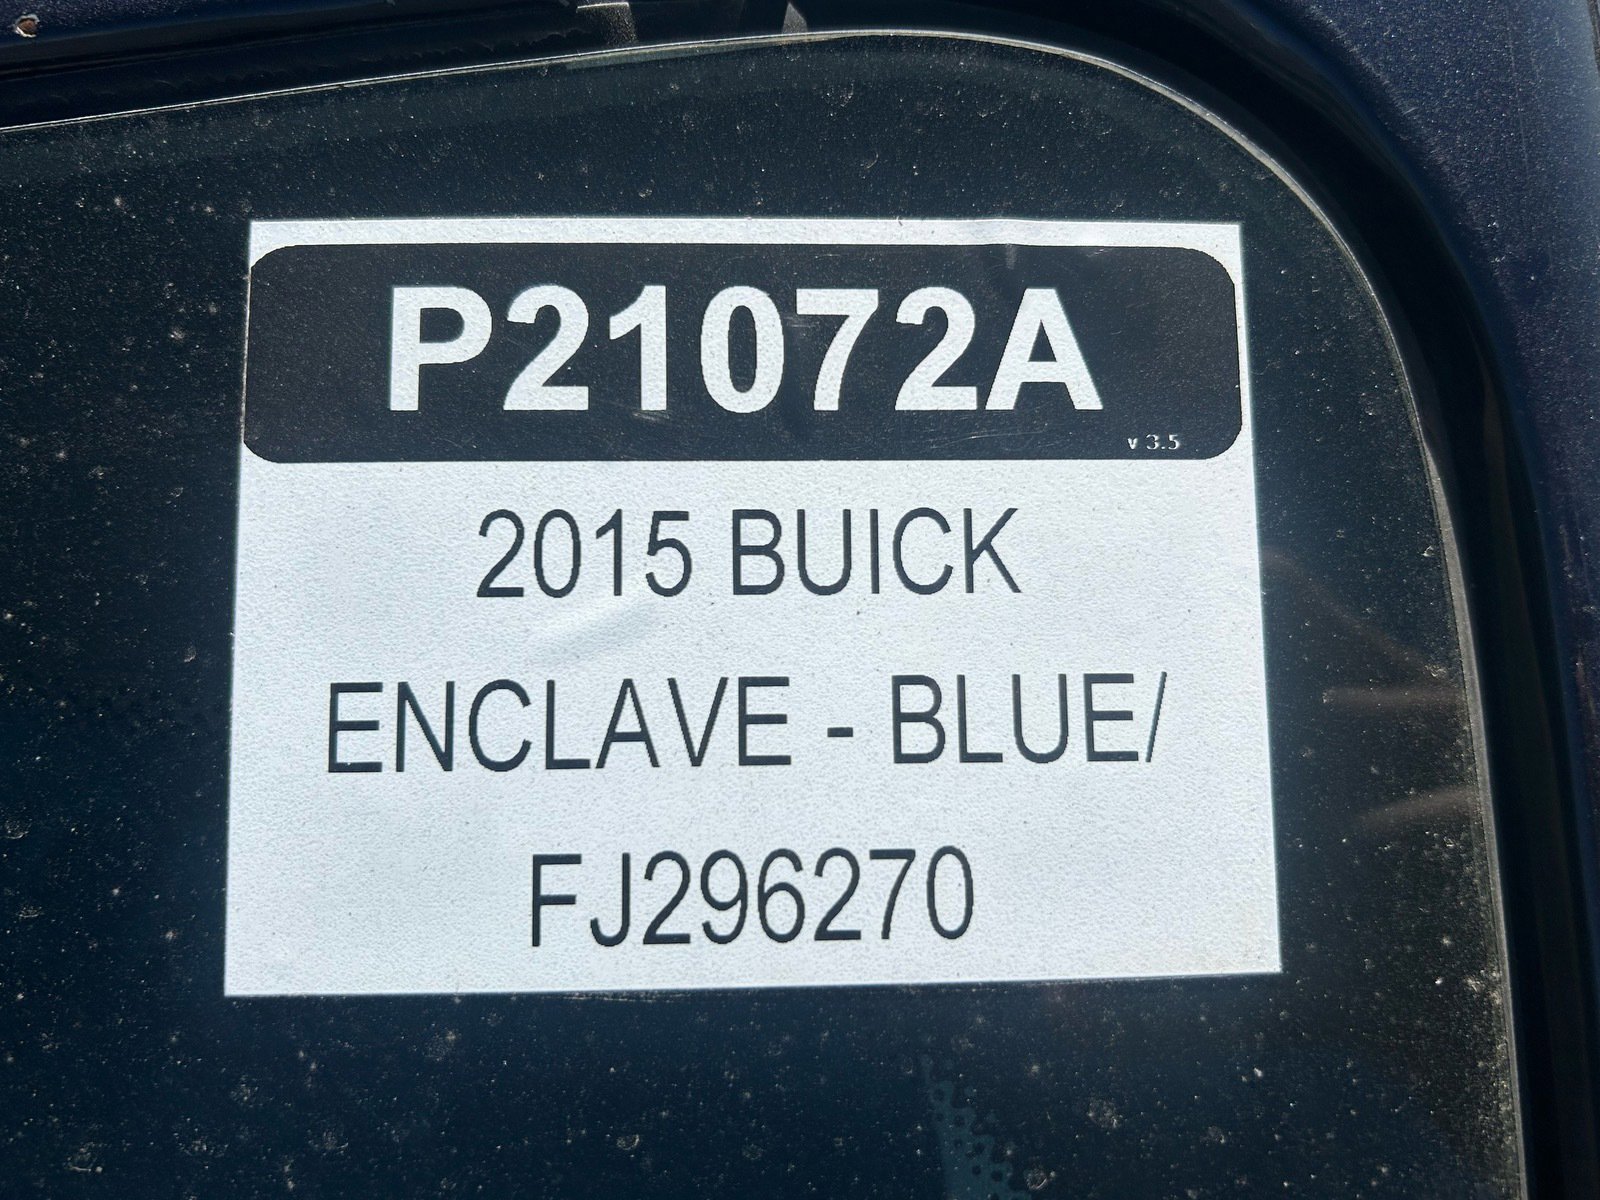 P21072A
v 3.5
2015 BUICK
ENCLAVE - BLUE/
FJ296270